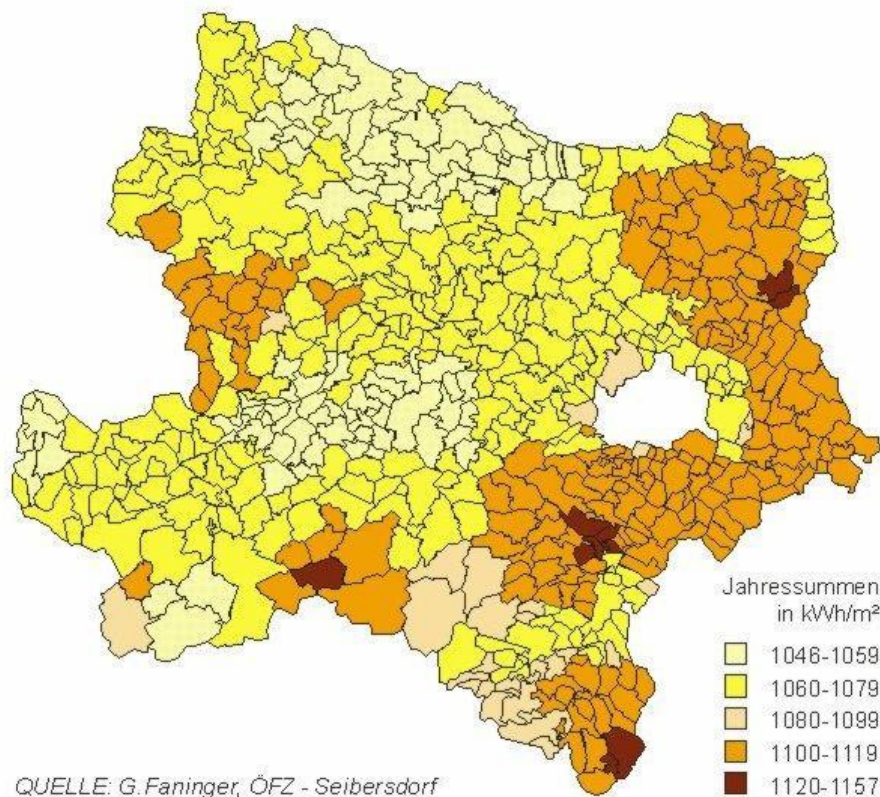 Jahressummen
in kWh/m²
1046-1059
1060-1079
1080-1099
1100-1119
1120-1157
QUELLE: G.Faninger, ÖFZ - Seibersdorf